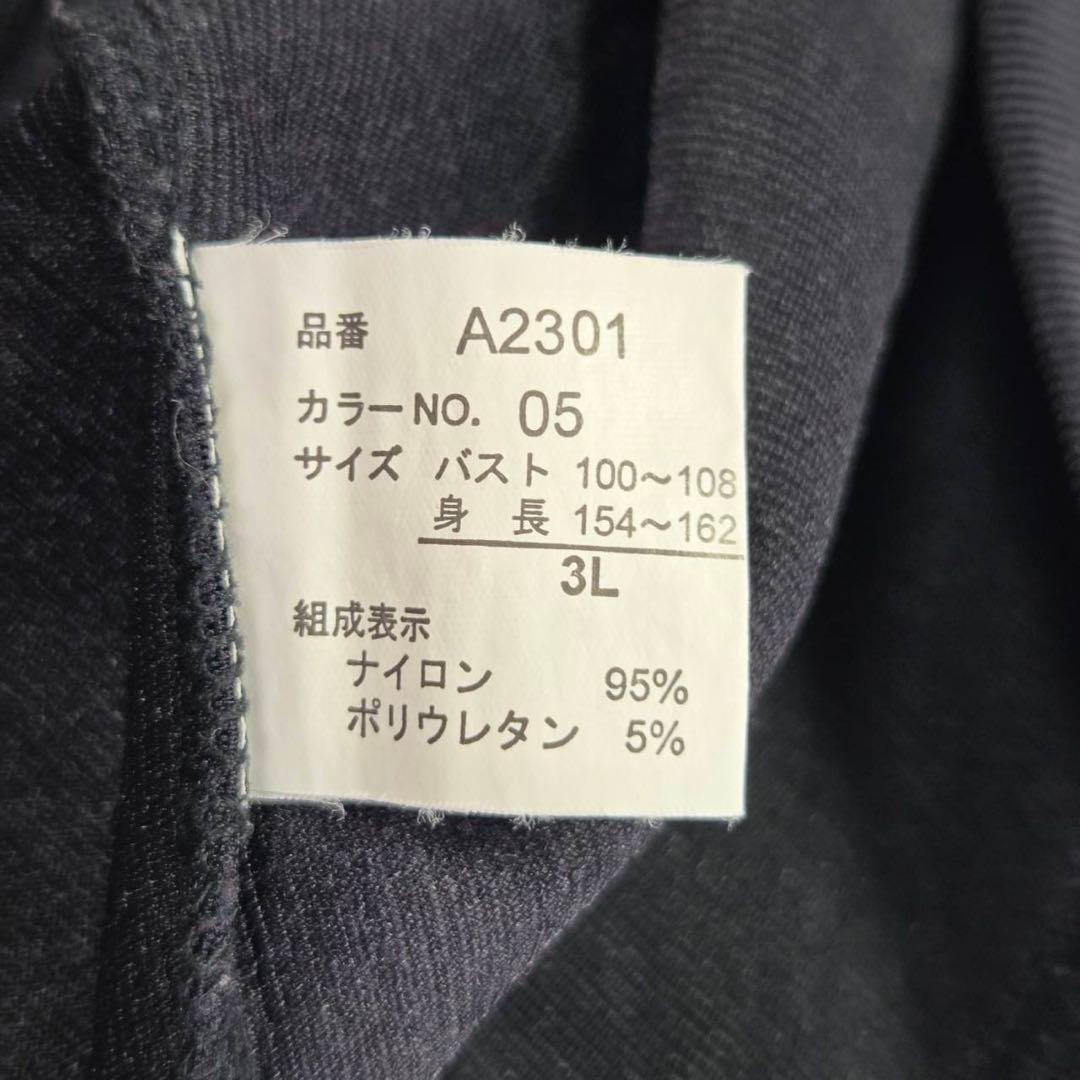 品番 A2301
カラーNO. 05
サイズ バスト 100～108
身 長 154～162
3L
組成表示
ナイロン 95%
ポリウレタン 5%